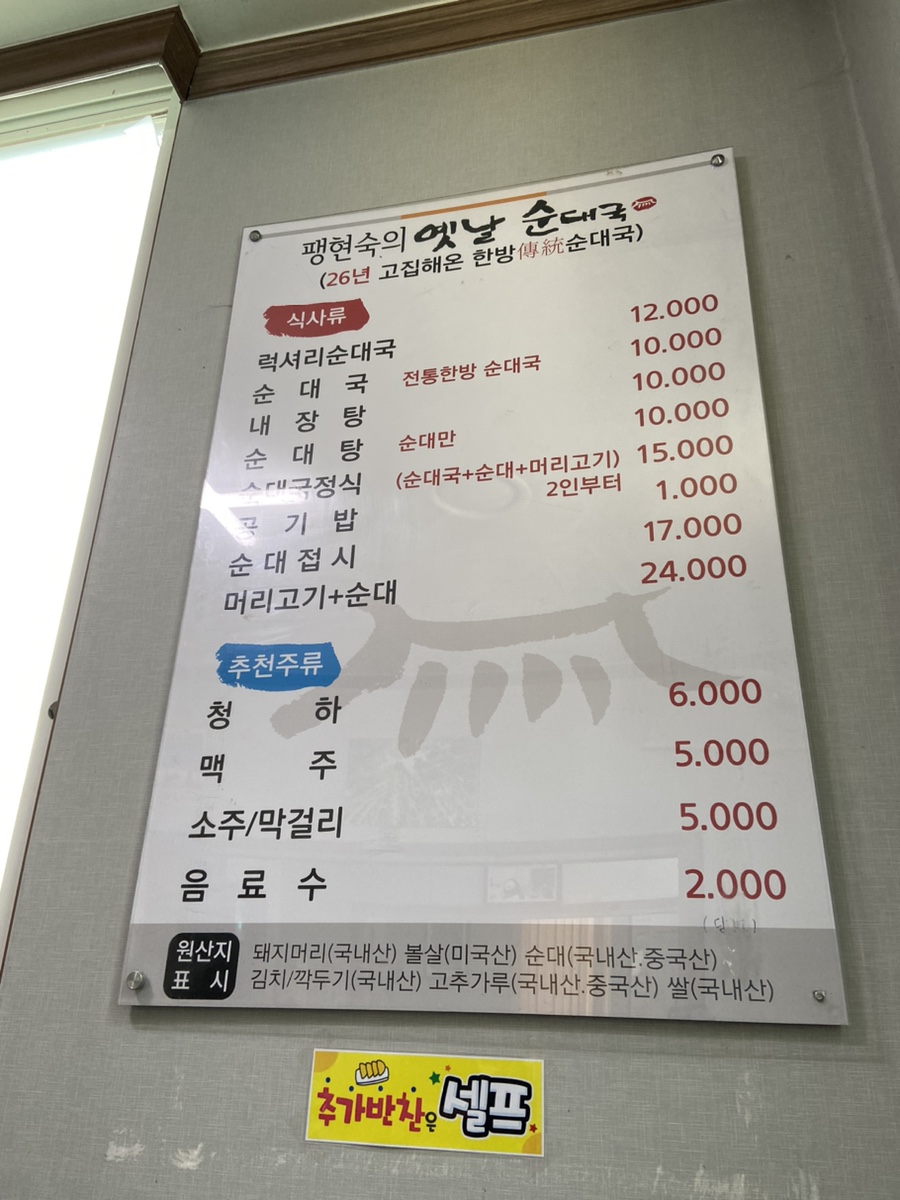 팽현숙의 옛날 순대국
(26년 고집해온 한방傳統순대국)
식사류
럭셔리순대국 12.000
순 대 국 전통한방 순대국 10.000
내 장 탕 10.000
순 대 탕 순대만 10.000
순대국정식 (순대국+순대+머리고기) 2인부터 15.000
공 기 밥 1.000
순 대 접 시 17.000
머리고기+순대 24.000
추천주류
청 하 6.000
맥 주 5.000
소주/막걸리 5.000
음 료 수 2.000
원산지 표 시
돼지머리(국내산) 볼살(미국산) 순대(국내산.중국산)
김치/깍두기(국내산) 고추가루(국내산.중국산) 쌀(국내산)
추가반찬은 셀프